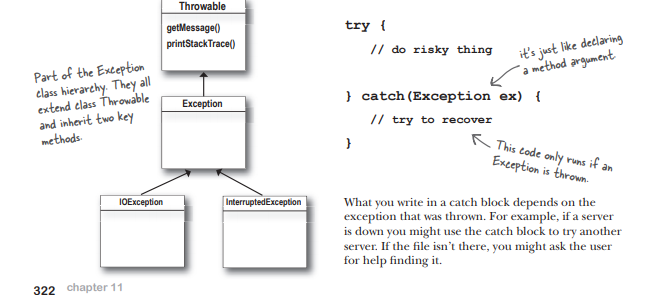 Throwable
getMessage()
printStackTrace()
Part of the Exception
class hierarchy. They all
extend class Throwable
and inherit two key
methods.
Exception
IOException
InterruptedException
322 chapter 11
try {
// do risky thing
it's just like declaring
a method argument.
} catch(Exception ex) {
// try to recover
}
This code only runs if an
Exception is thrown.
What you write in a catch block depends on the
exception that was thrown. For example, if a server
is down you might use the catch block to try another
server. If the file isn't there, you might ask the user
for help finding it.